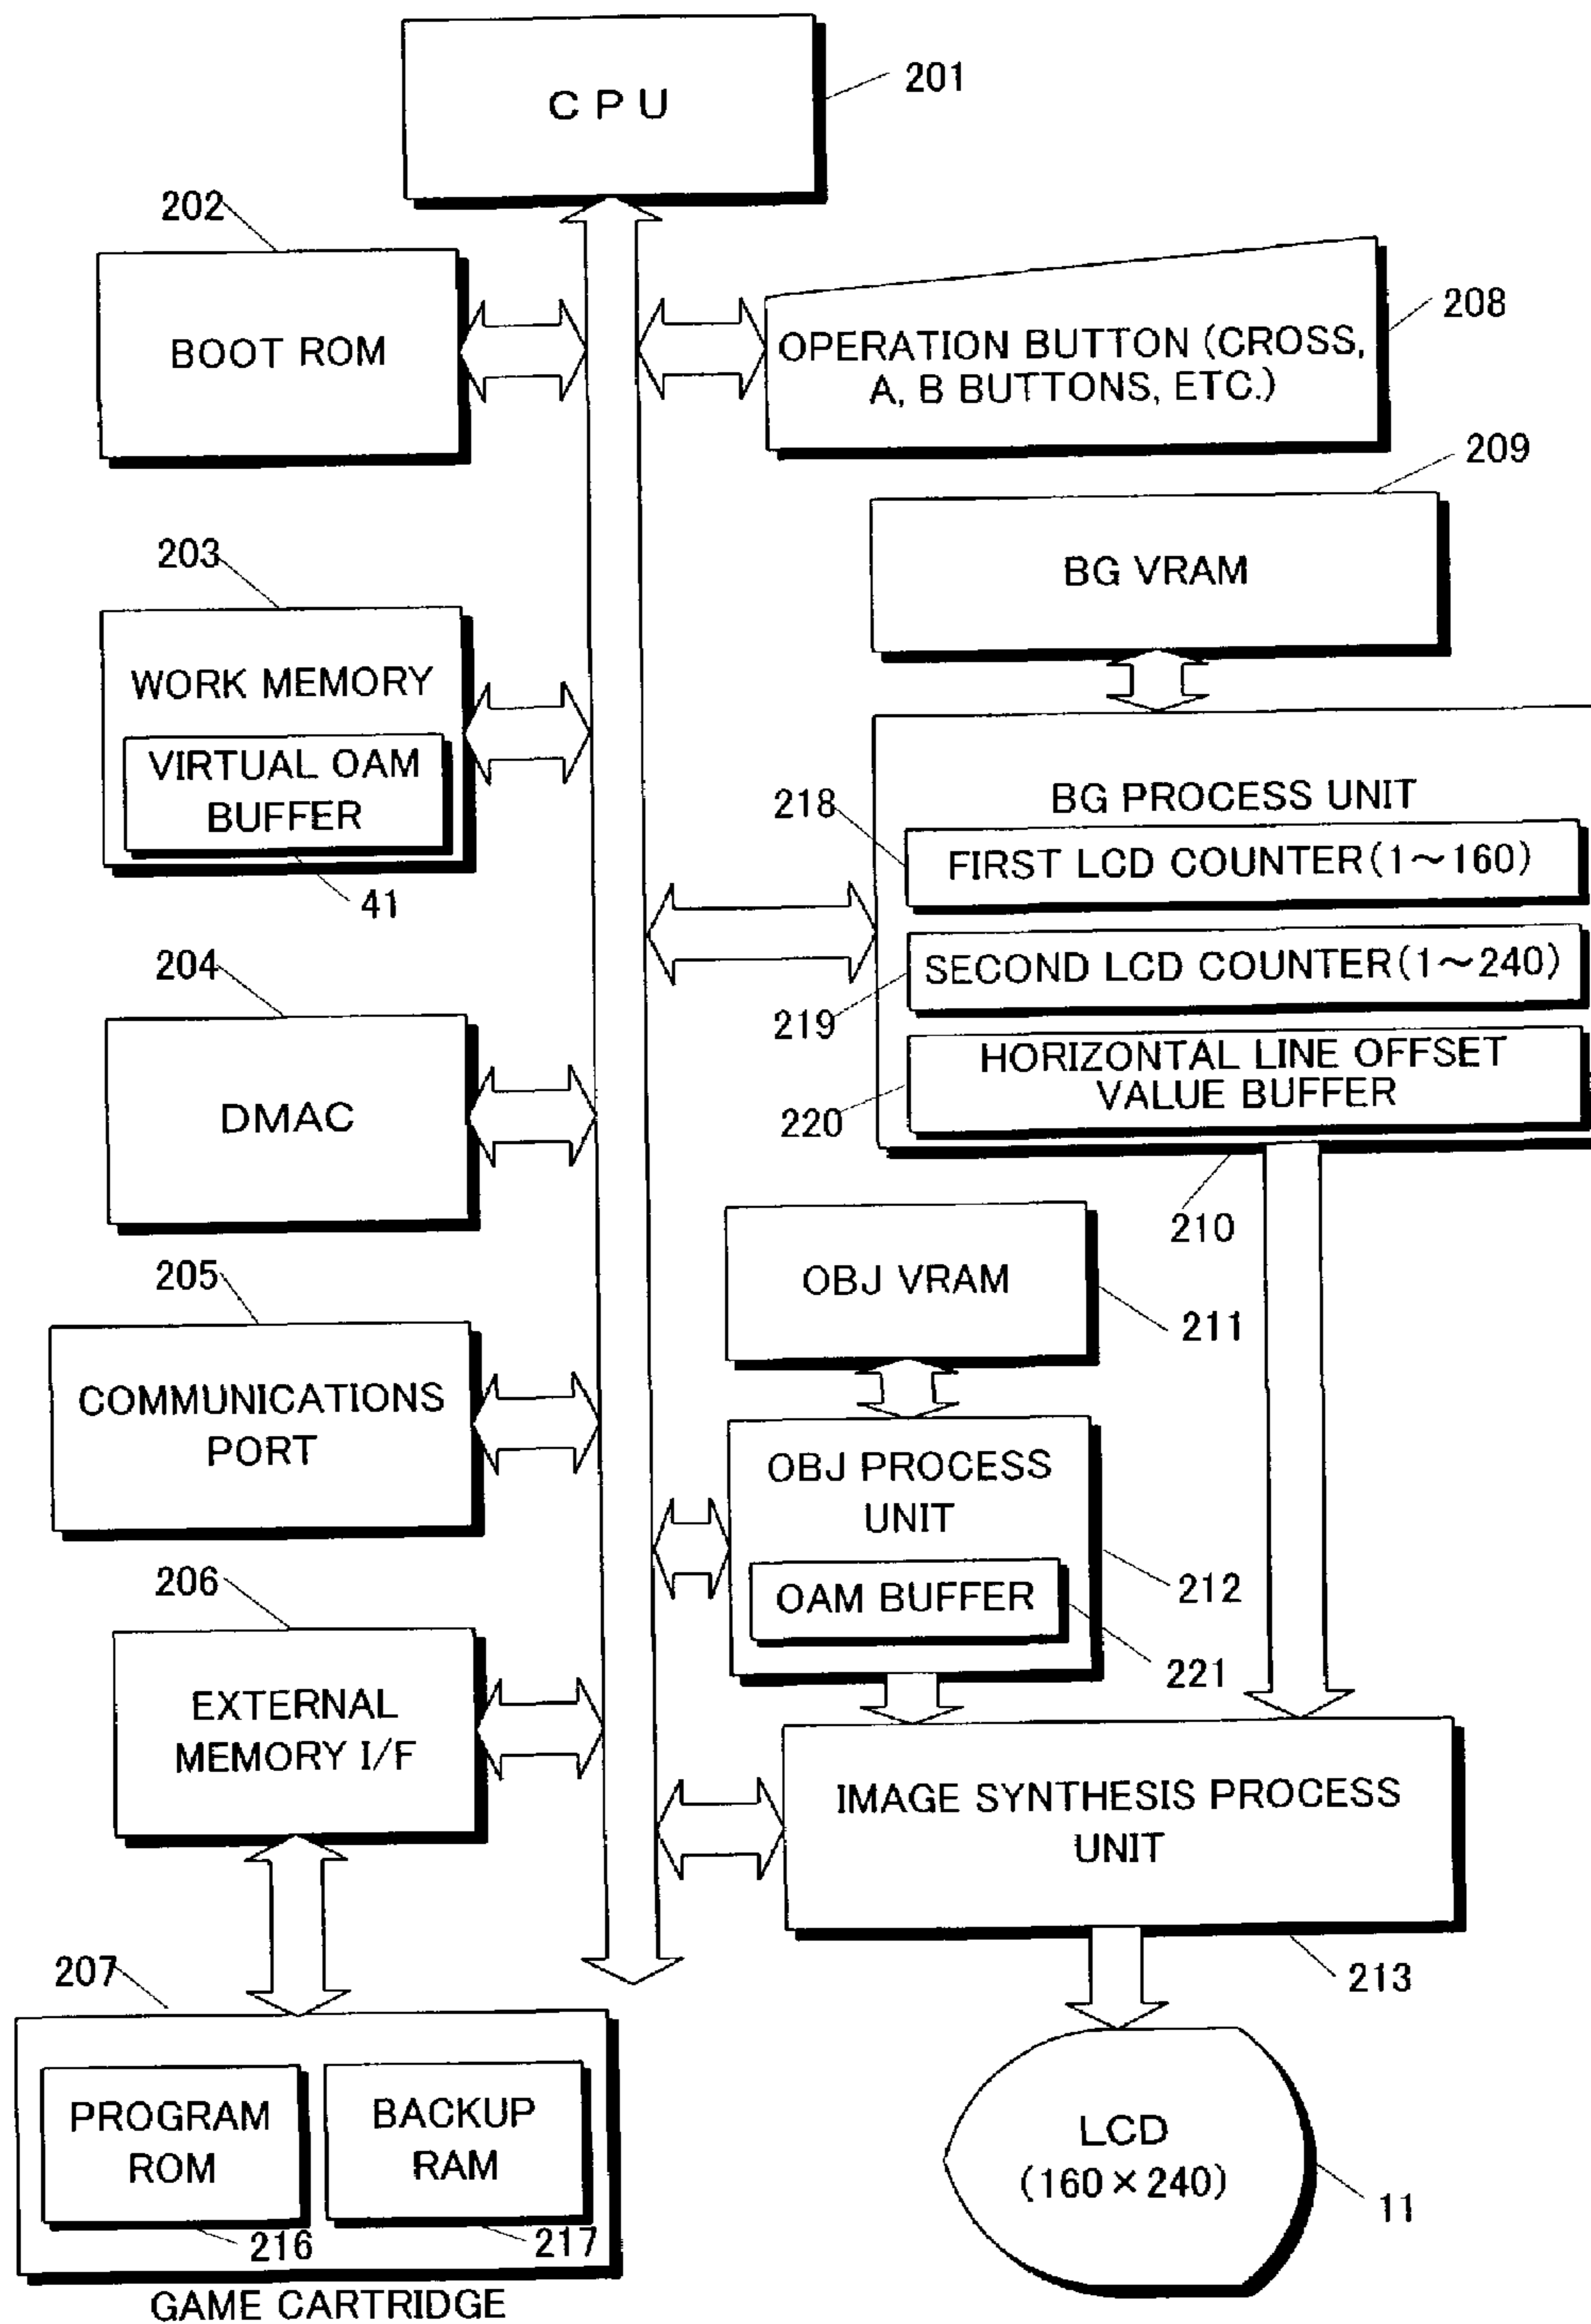 CPU
201
202
BOOT ROM
OPERATION BUTTON (CROSS,
A, B BUTTONS, ETC.)
208
209
BG VRAM
203
WORK MEMORY
VIRTUAL OAM
BUFFER
41
BG PROCESS UNIT
218
FIRST LCD COUNTER(1～160)
SECOND LCD COUNTER(1～240)
219
HORIZONTAL LINE OFFSET
VALUE BUFFER
220
210
204
DMAC
OBJ VRAM
211
205
COMMUNICATIONS
PORT
OBJ PROCESS
UNIT
OAM BUFFER
212
221
206
EXTERNAL
MEMORY I/F
IMAGE SYNTHESIS PROCESS
UNIT
213
207
PROGRAM
ROM
216
BACKUP
RAM
217
GAME CARTRIDGE
LCD
(160×240)
11